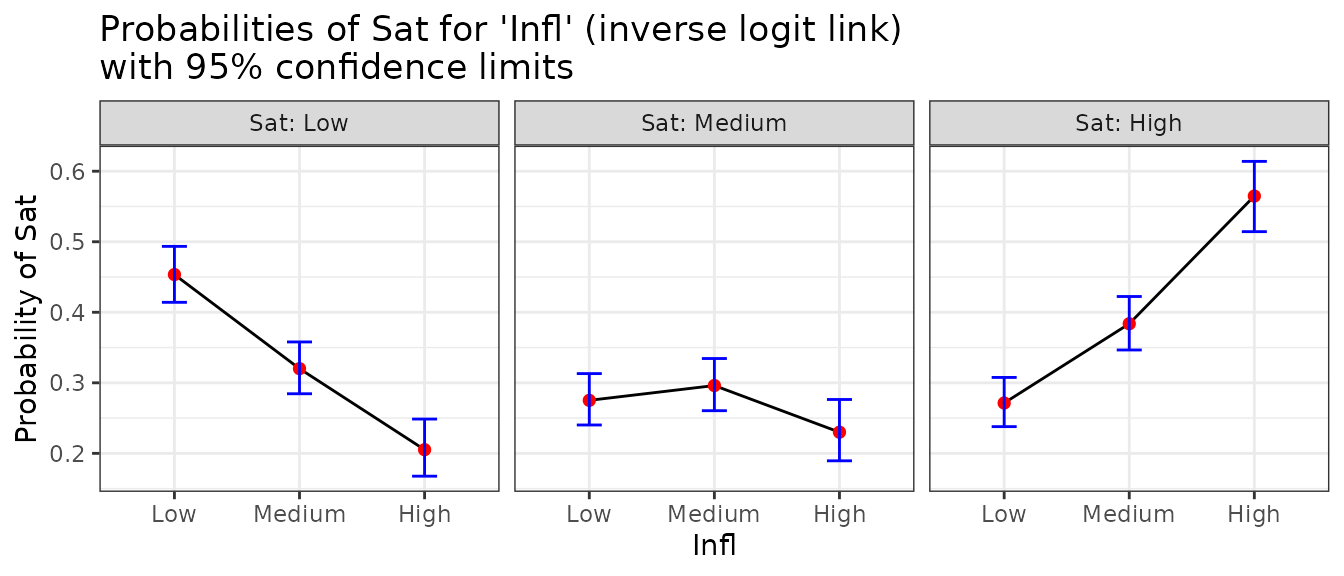 Probabilities of Sat for 'Infl' (inverse logit link)
with 95% confidence limits
Sat: Low
Sat: Medium
Sat: High
Probability of Sat
0.6
0.5
0.4
0.3
0.2
Low Medium High
Low Medium High
Low Medium High
Infl